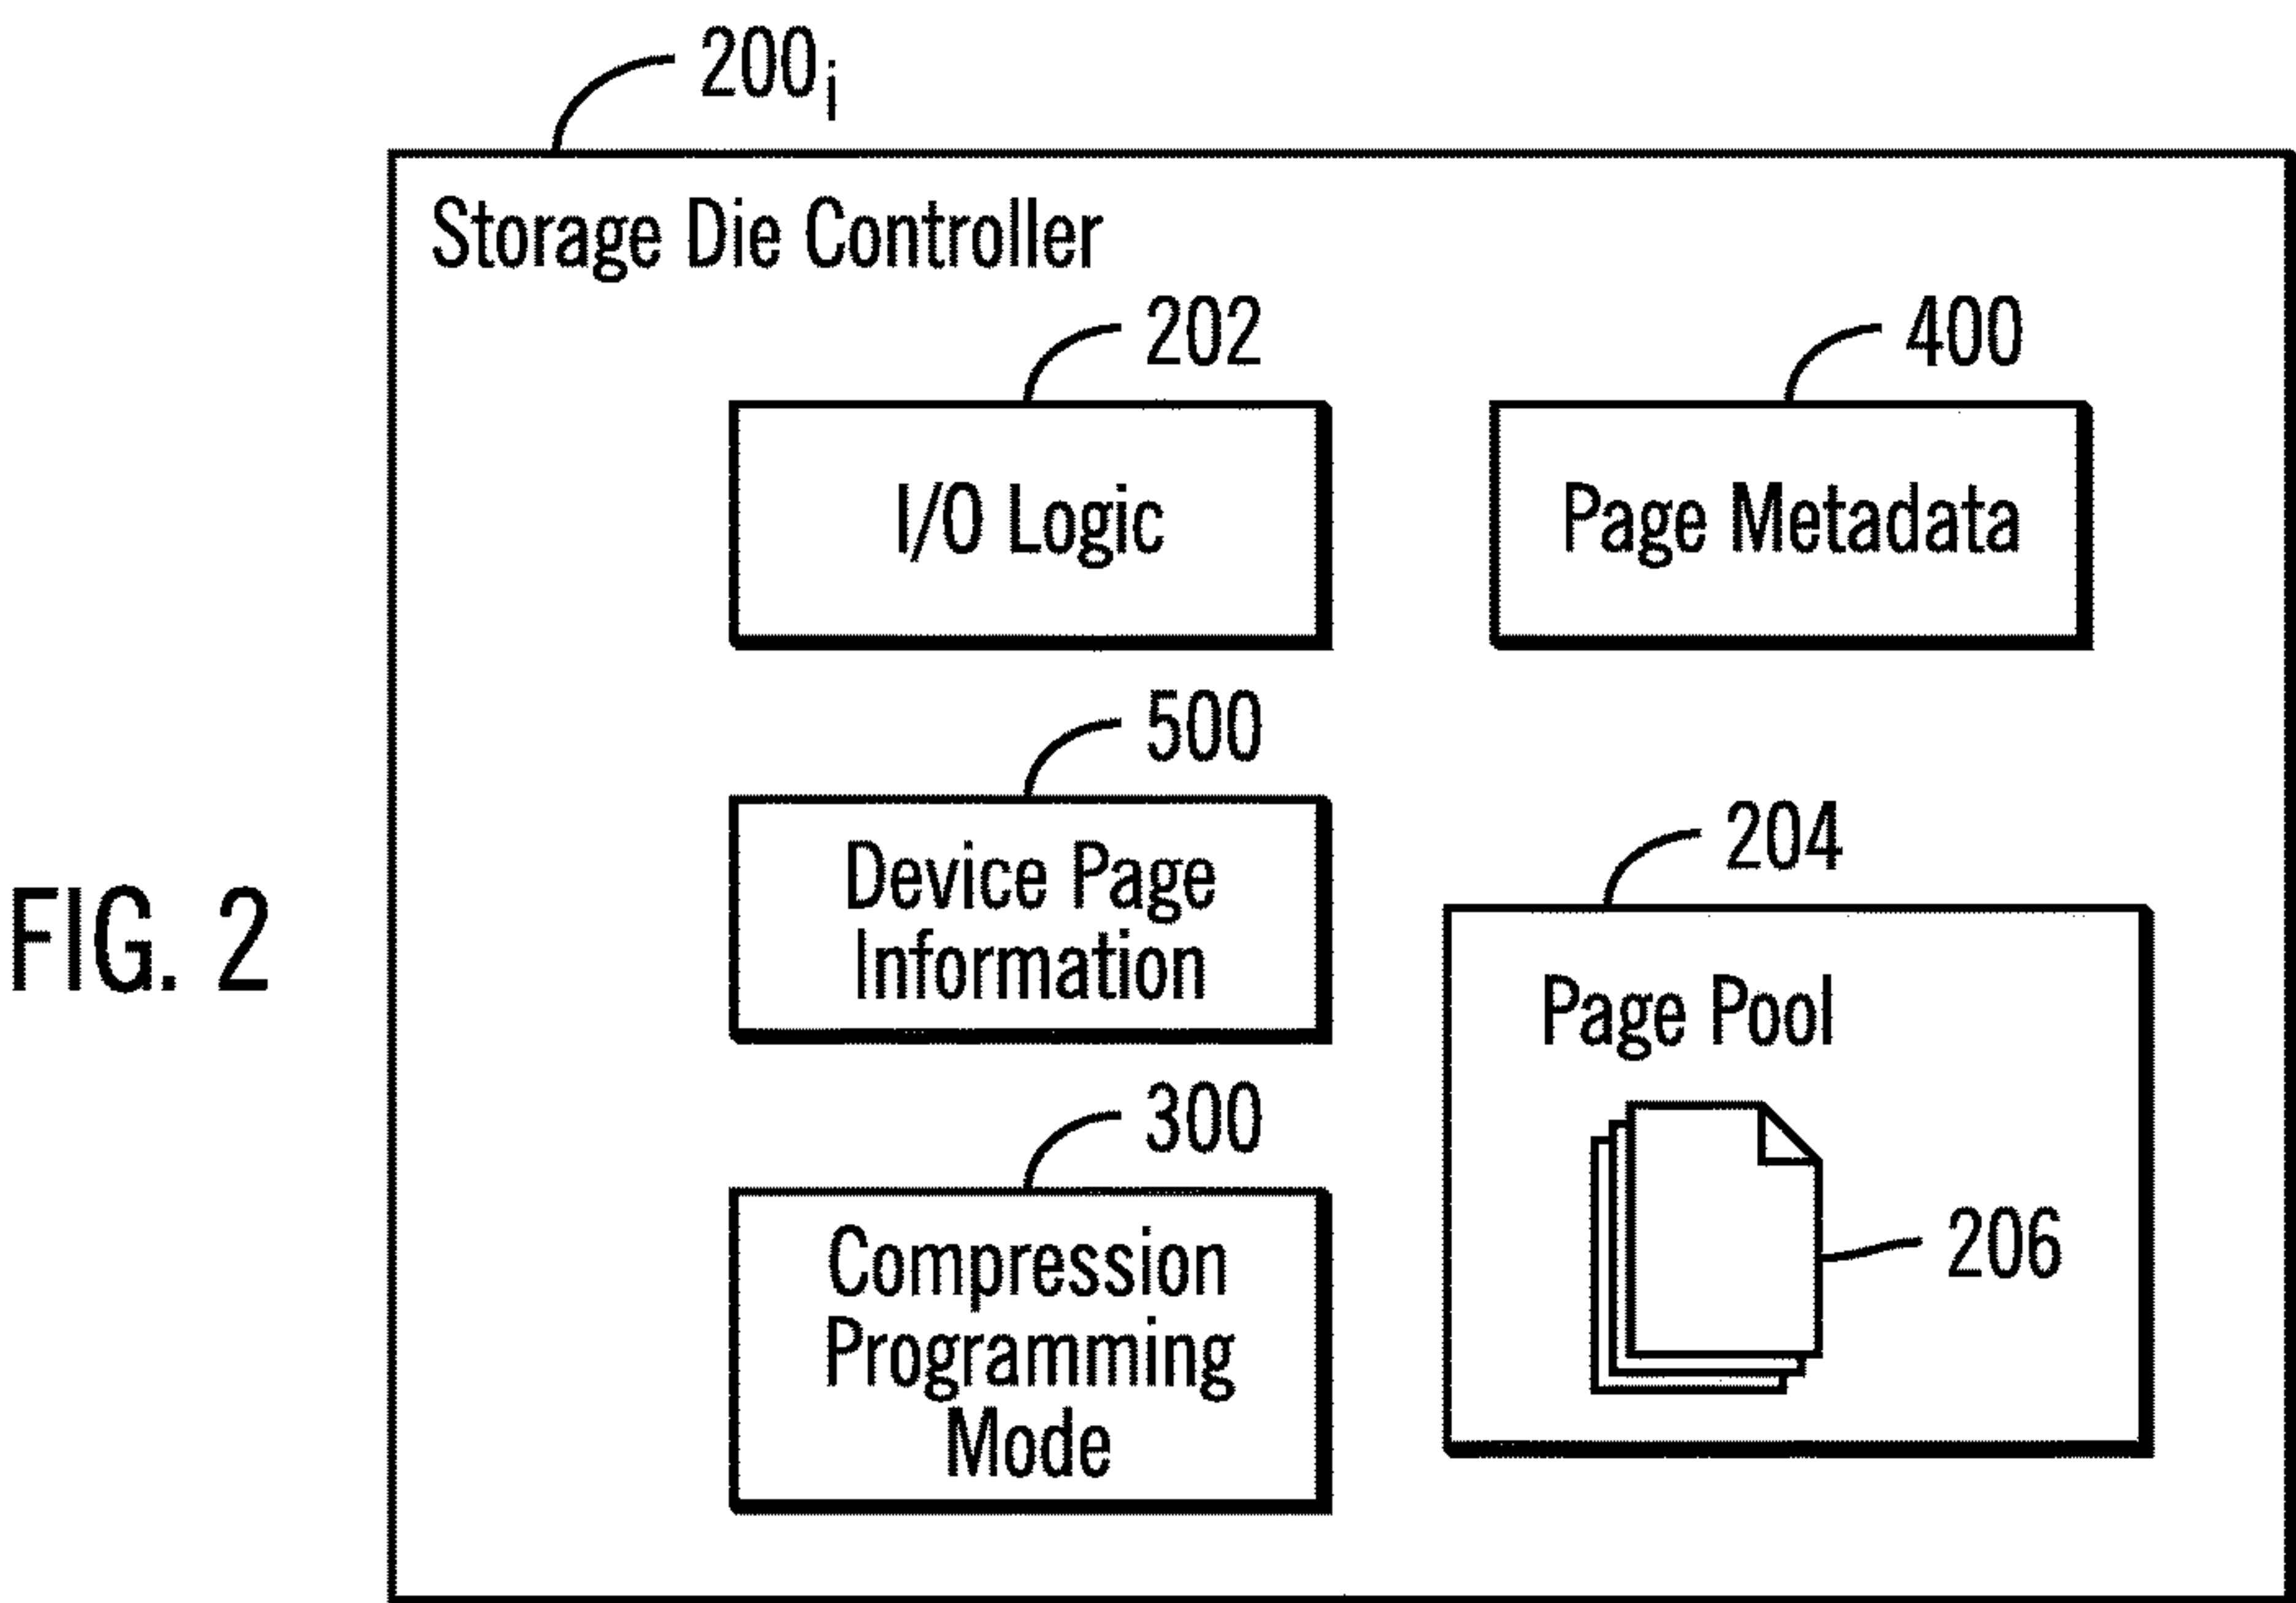 200i
Storage Die Controller
202
400
I/O Logic
Page Metadata
500
Device Page
Information
204
FIG. 2
Page Pool
300
Compression
Programming
Mode
206